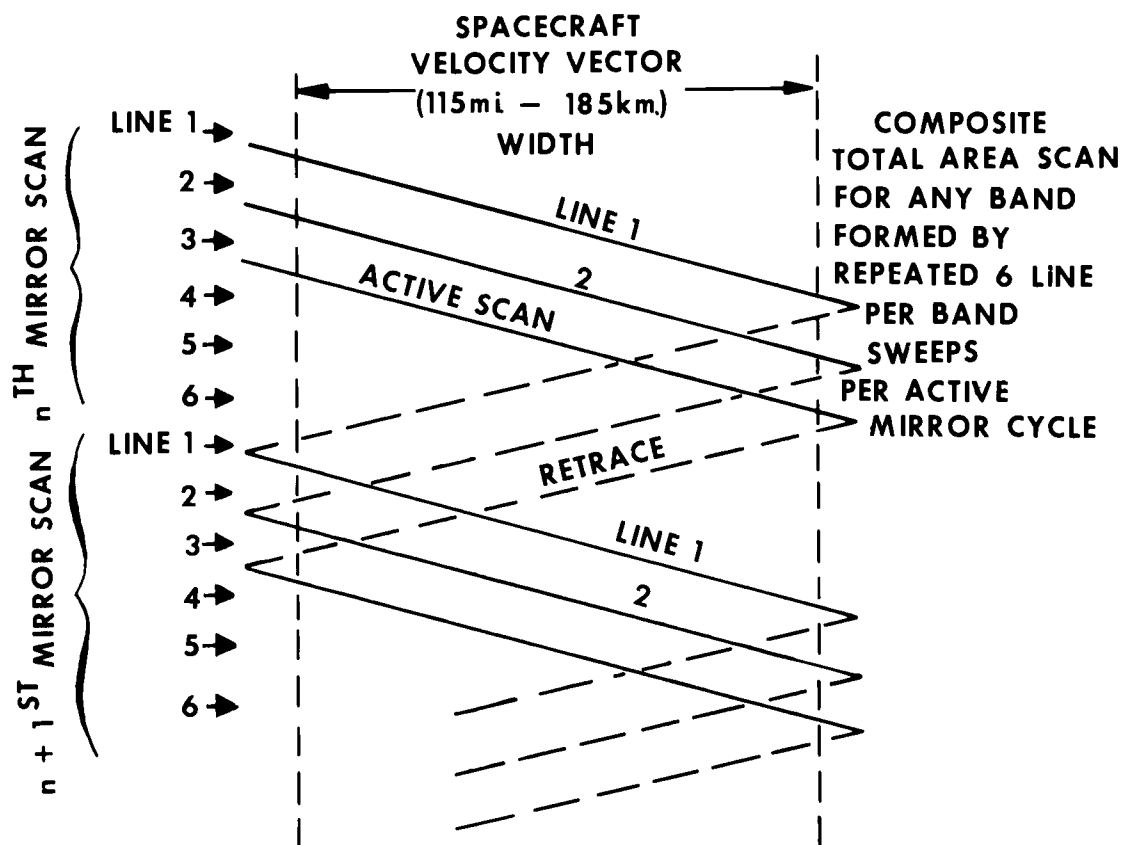 SPACECRAFT
VELOCITY VECTOR
(115mi – 185km.)
WIDTH
n TH MIRROR SCAN
LINE 1
2
3
4
5
6
n + 1 ST MIRROR SCAN
LINE 1
2
3
4
5
6
LINE 1
2
ACTIVE SCAN
RETRACE
LINE 1
2
COMPOSITE
TOTAL AREA SCAN
FOR ANY BAND
FORMED BY
REPEATED 6 LINE
PER BAND
SWEEPS
PER ACTIVE
MIRROR CYCLE